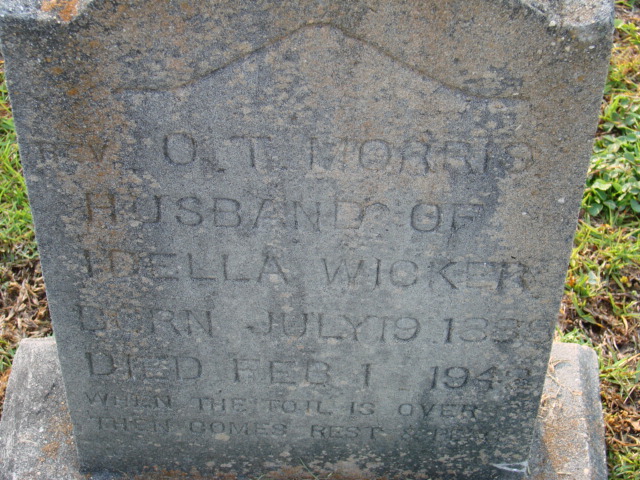 REV. O. T. MORRIS
HUSBAND OF
IDELLA WICKER
BORN JULY 19
DIED FEB 1
WHEN THE TOIL IS OVER
THEN COMES REST &